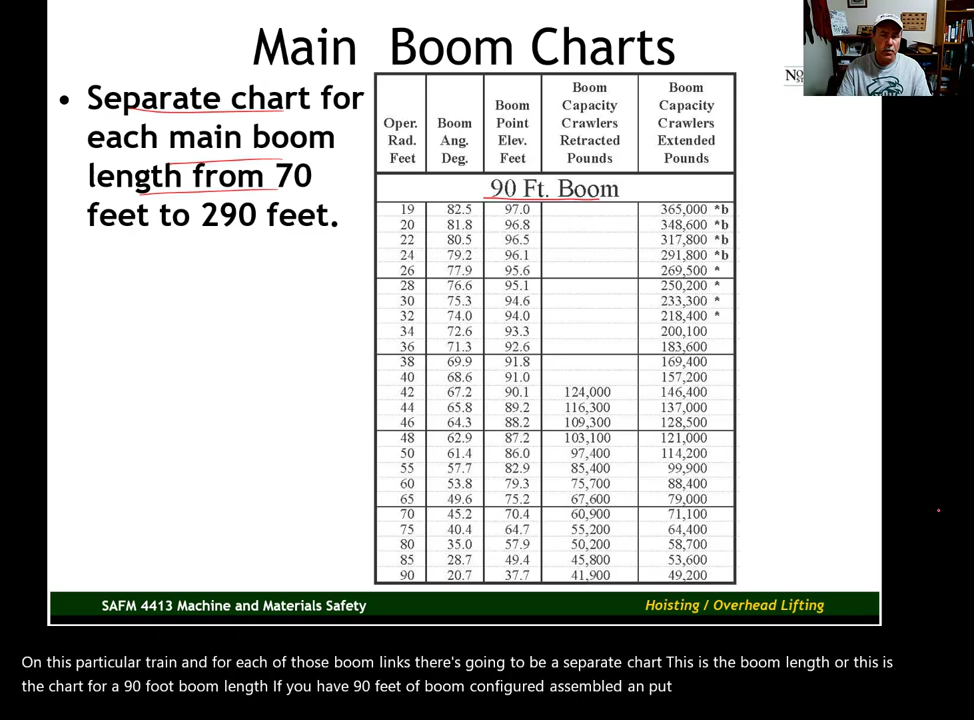 Main Boom Charts
• Separate chart for
each main boom
length from 70
feet to 290 feet.
Oper. Rad. Feet | Boom Ang. Deg. | Boom Point Elev. Feet | Boom Capacity Crawlers Retracted Pounds | Boom Capacity Crawlers Extended Pounds
90 Ft. Boom
19 82.5 97.0 365,000 *b
20 81.8 96.8 348,600 *b
22 80.5 96.5 317,800 *b
24 79.2 96.1 291,800 *b
26 77.9 95.6 269,500 *
28 76.6 95.1 250,200 *
30 75.3 94.6 233,300 *
32 74.0 94.0 218,400 *
34 72.6 93.3 200,100
36 71.3 92.6 183,600
38 69.9 91.8 169,400
40 68.6 91.0 157,200
42 67.2 90.1 124,000 146,400
44 65.8 89.2 116,300 137,000
46 64.3 88.2 109,300 128,500
48 62.9 87.2 103,100 121,000
50 61.4 86.0 97,400 114,200
55 57.7 82.9 85,400 99,900
60 53.8 79.3 75,700 88,400
65 49.6 75.2 67,600 79,000
70 45.2 70.4 60,900 71,100
75 40.4 64.7 55,200 64,400
80 35.0 57.9 50,200 58,700
85 28.7 49.4 45,800 53,600
90 20.7 37.7 41,900 49,200
SAFM 4413 Machine and Materials Safety
Hoisting / Overhead Lifting
On this particular train and for each of those boom links there's going to be a separate chart This is the boom length or this is
the chart for a 90 foot boom length If you have 90 feet of boom configured assembled an put